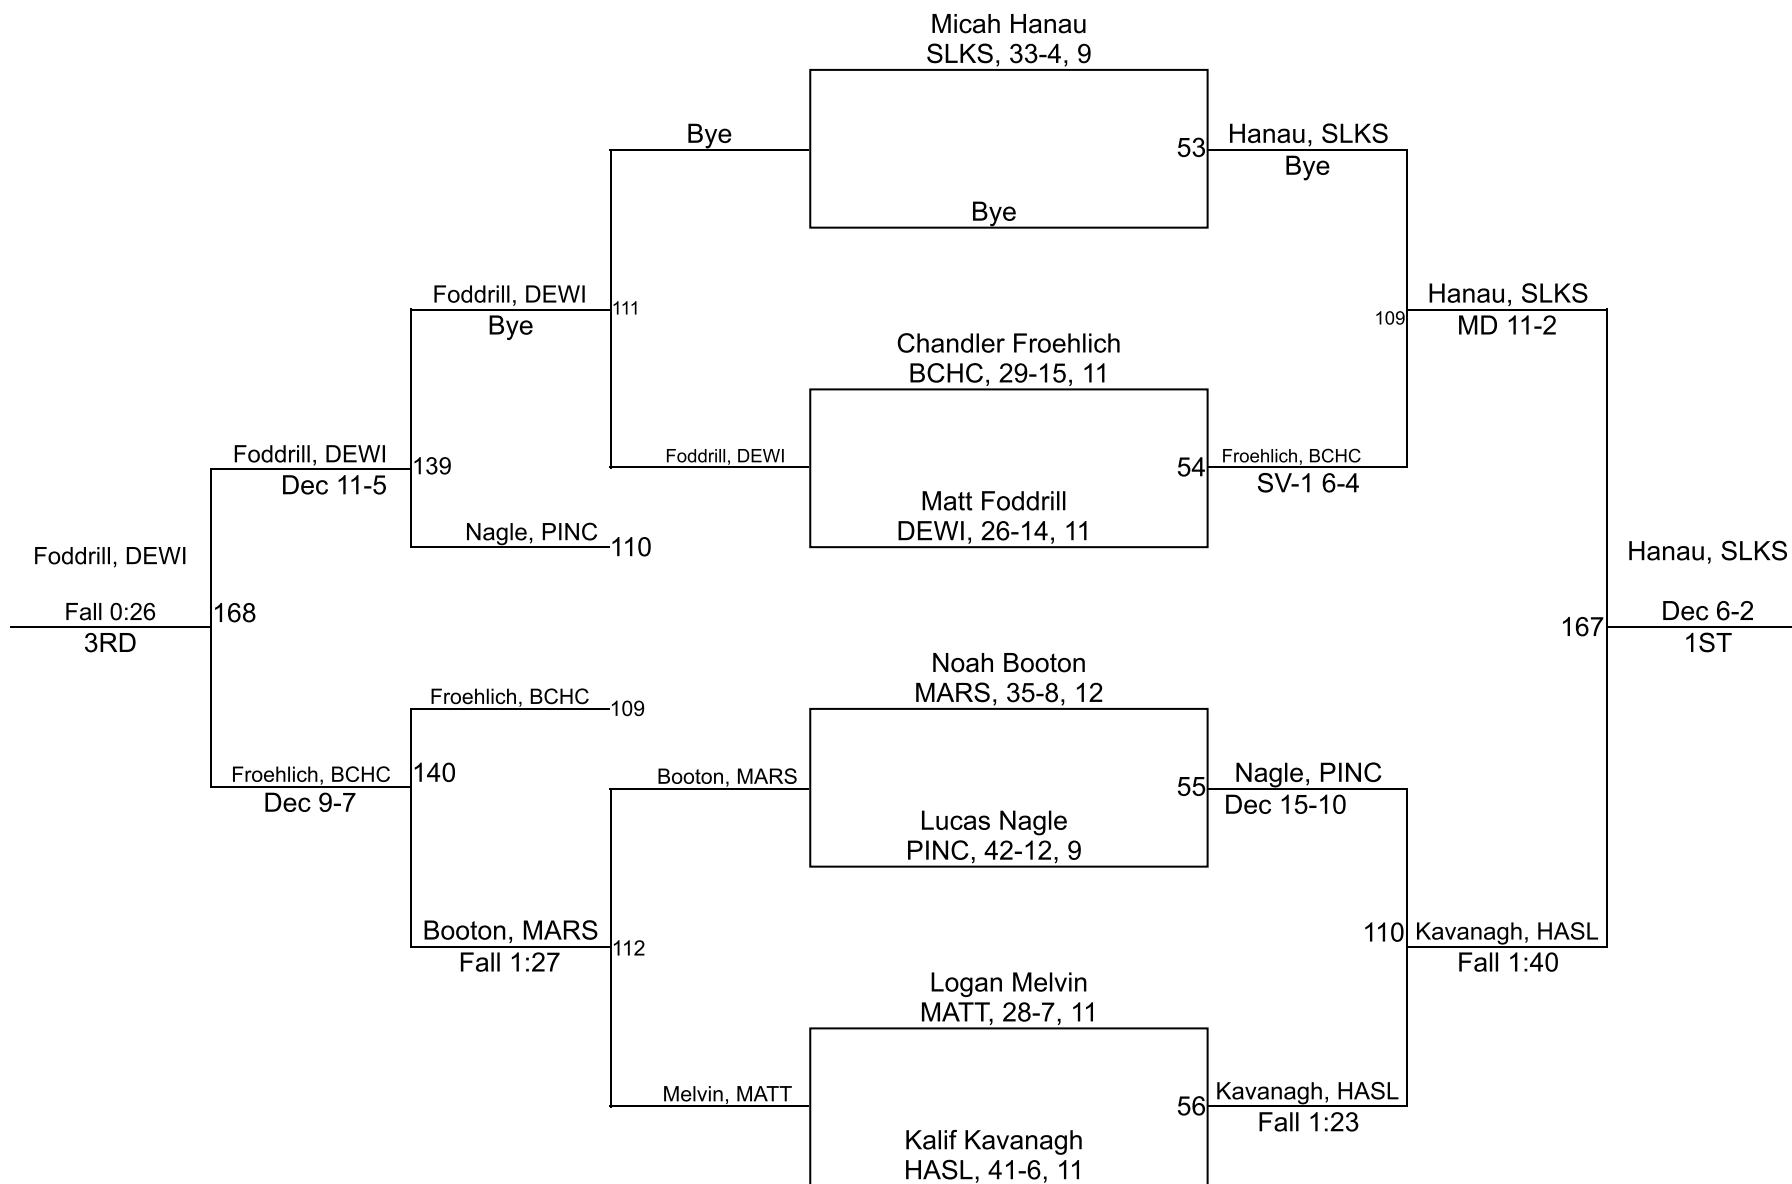 Micah Hanau
SLKS, 33-4, 9
Bye
53
Hanau, SLKS
Bye
Bye
Foddrill, DEWI
111
Bye
109
Hanau, SLKS
MD 11-2
Chandler Froehlich
BCHC, 29-15, 11
Foddrill, DEWI
139
Dec 11-5
Foddrill, DEWI
54
Froehlich, BCHC
SV-1 6-4
Matt Foddrill
DEWI, 26-14, 11
Nagle, PINC
110
Foddrill, DEWI
Hanau, SLKS
Fall 0:26
168
3RD
167
Dec 6-2
1ST
Noah Booton
MARS, 35-8, 12
Froehlich, BCHC
109
Froehlich, BCHC
140
Dec 9-7
Booton, MARS
55
Nagle, PINC
Dec 15-10
Lucas Nagle
PINC, 42-12, 9
Booton, MARS
112
Fall 1:27
110
Kavanagh, HASL
Fall 1:40
Logan Melvin
MATT, 28-7, 11
Melvin, MATT
56
Kavanagh, HASL
Fall 1:23
Kalif Kavanagh
HASL, 41-6, 11